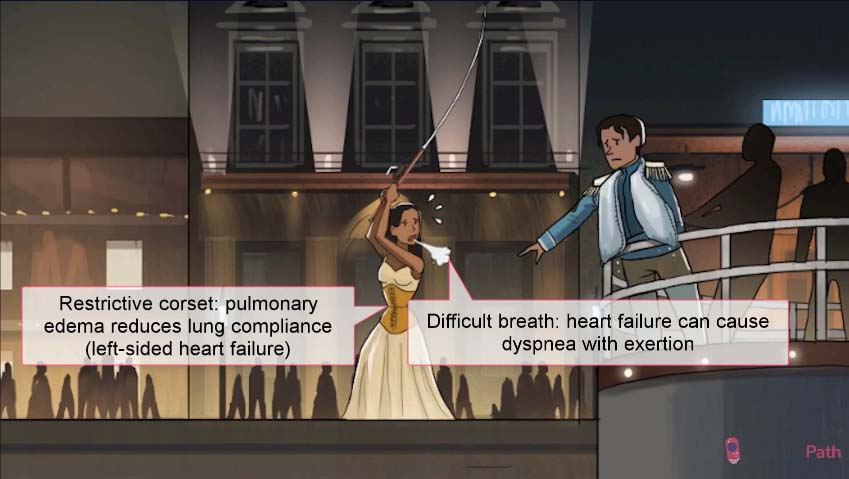 Restrictive corset: pulmonary
edema reduces lung compliance
(left-sided heart failure)
Difficult breath: heart failure can cause
dyspnea with exertion
Path